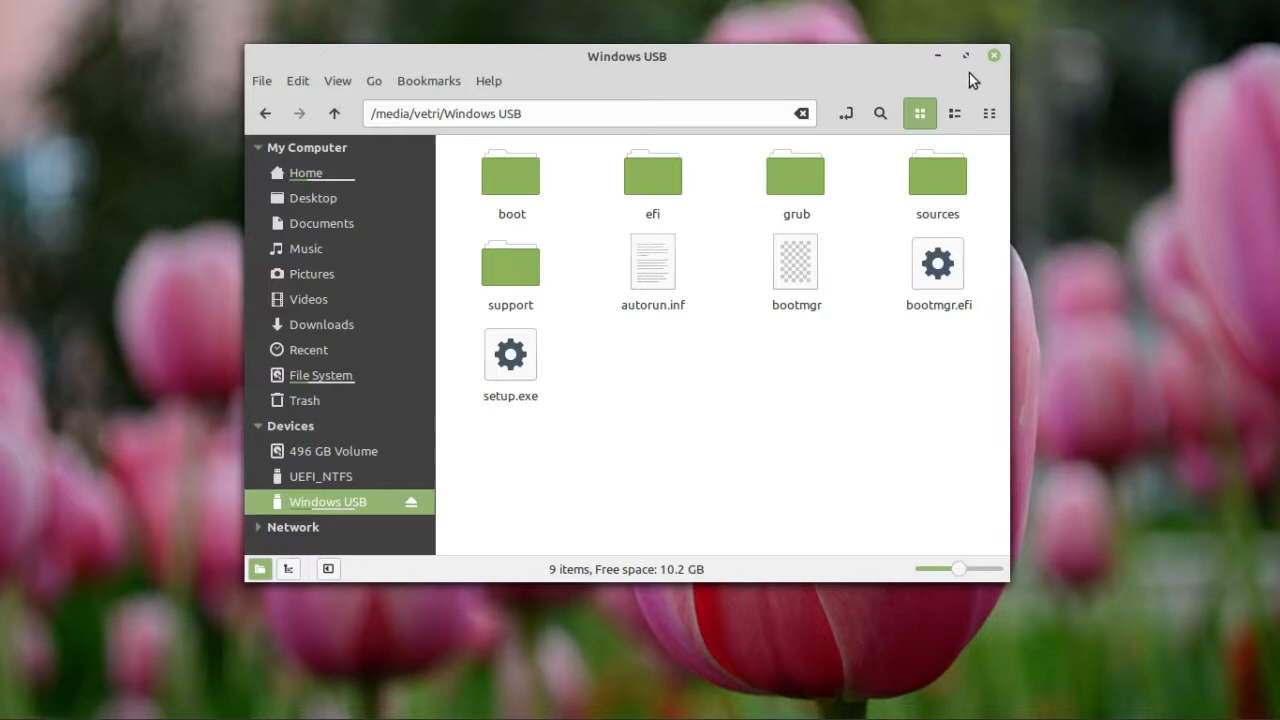 Windows USB
File Edit View Go Bookmarks Help
/media/vetri/Windows USB
My Computer
Home
Desktop
Documents
Music
Pictures
Videos
Downloads
Recent
File System
Trash
Devices
496 GB Volume
UEFI_NTFS
Windows USB
Network
boot efi grub sources
support autorun.inf bootmgr bootmgr.efi
setup.exe
9 items, Free space: 10.2 GB